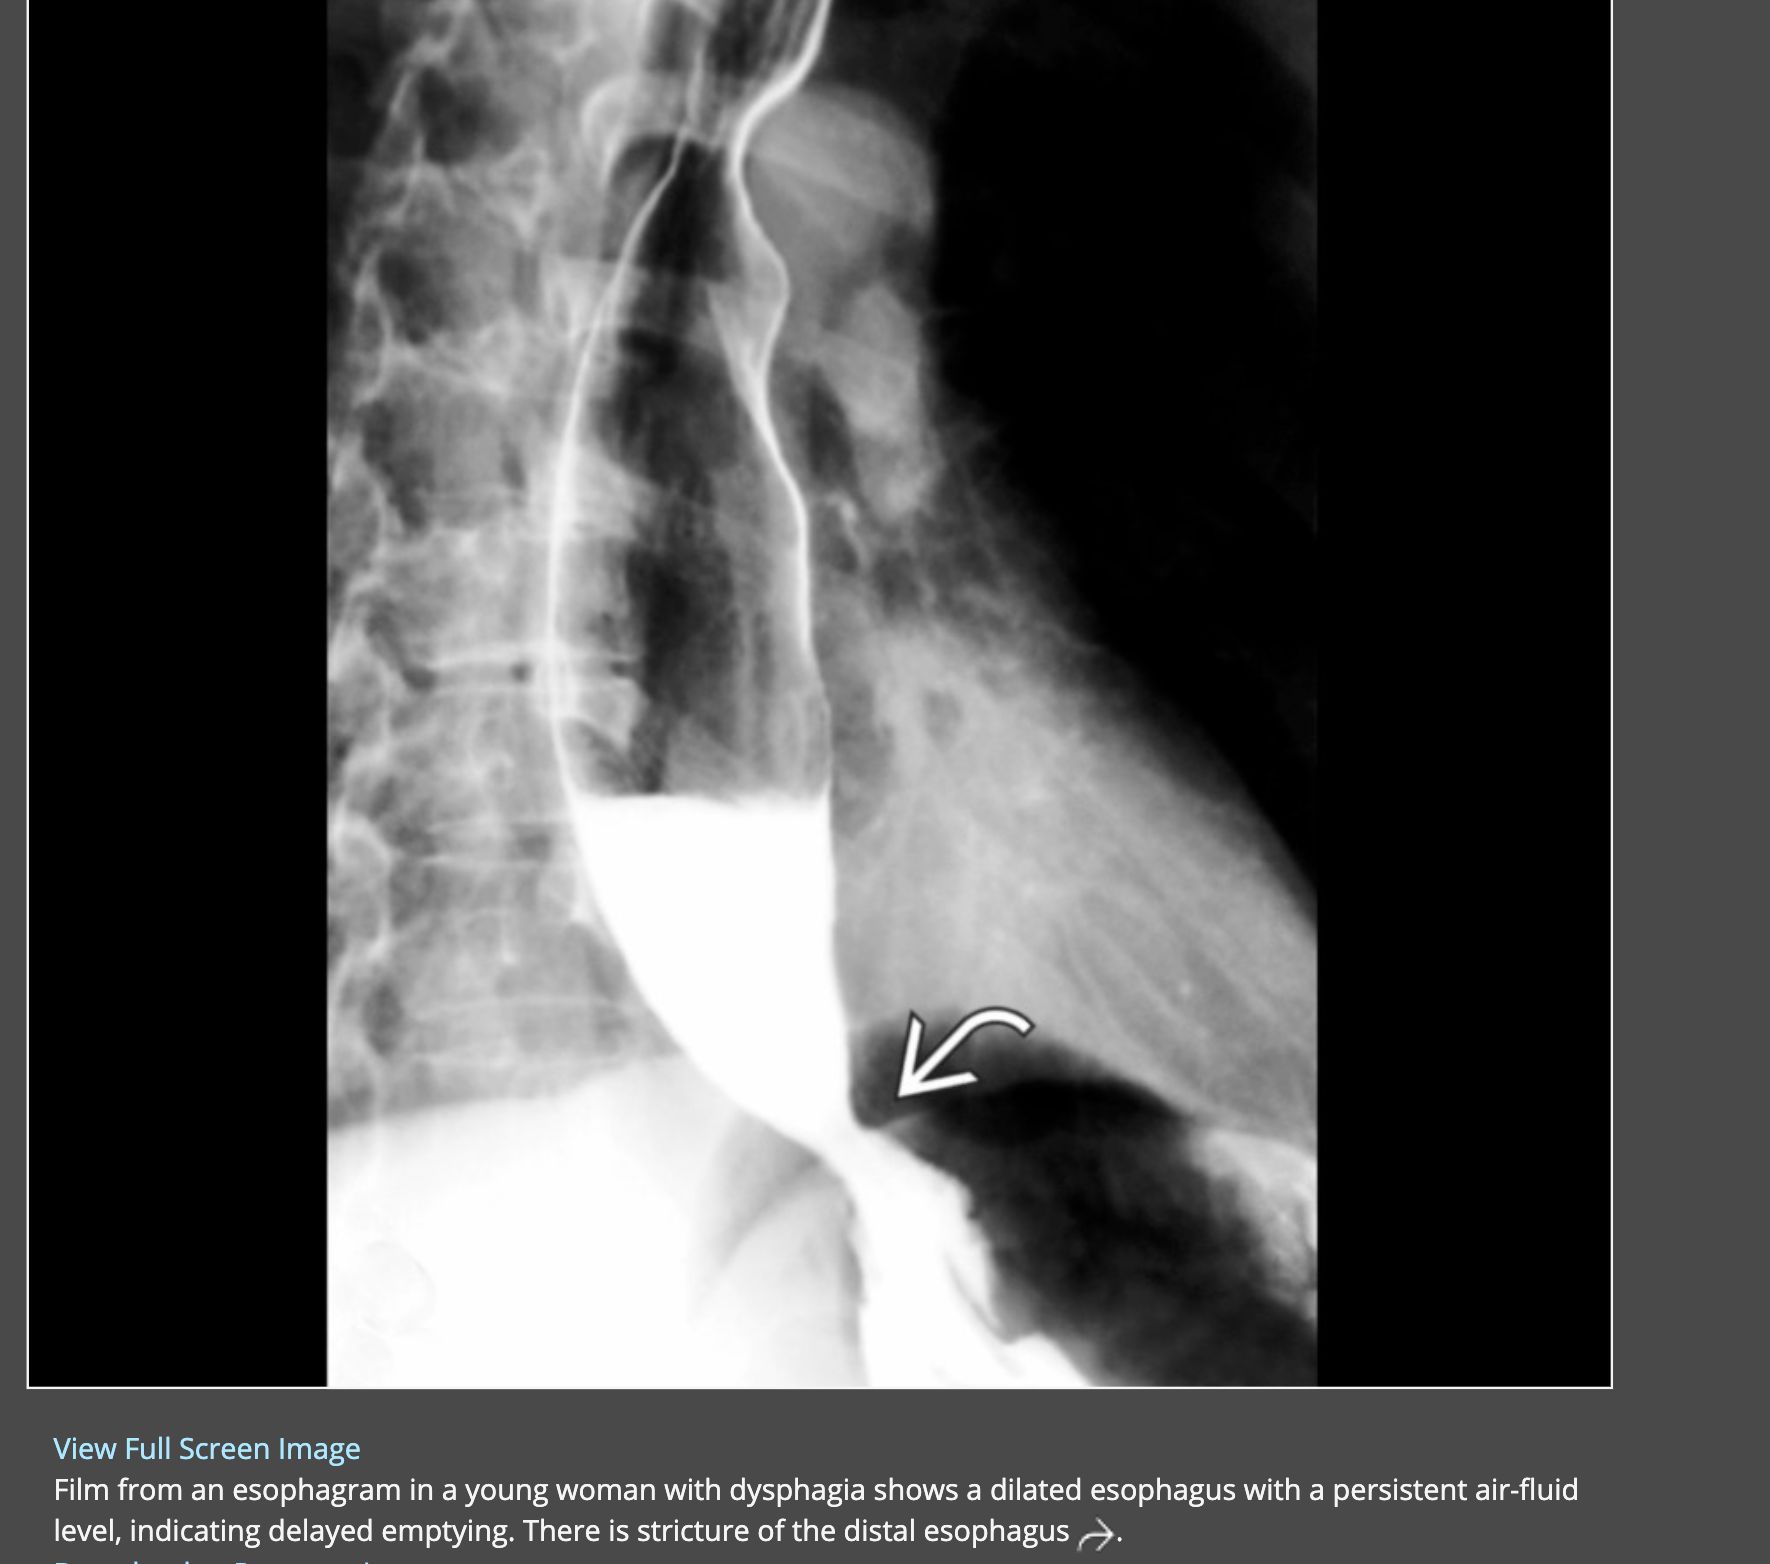 View Full Screen Image
Film from an esophagram in a young woman with dysphagia shows a dilated esophagus with a persistent air-fluid
level, indicating delayed emptying. There is stricture of the distal esophagus .